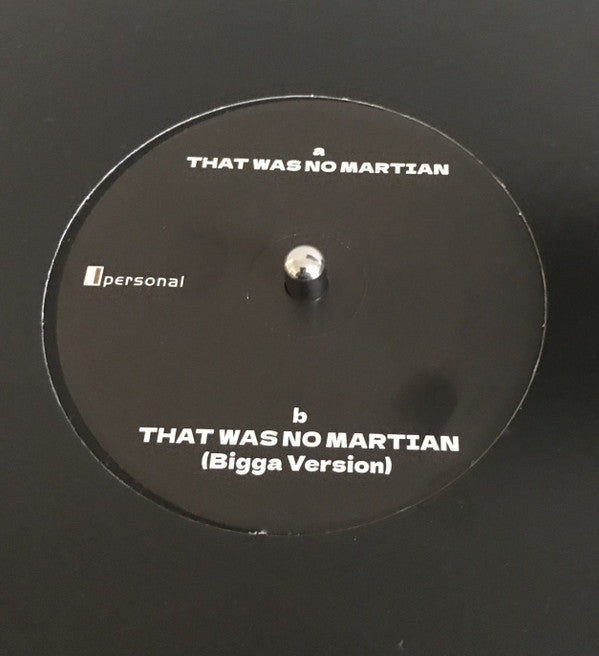 a
THAT WAS NO MARTIAN
personal
b
THAT WAS NO MARTIAN
(Bigga Version)